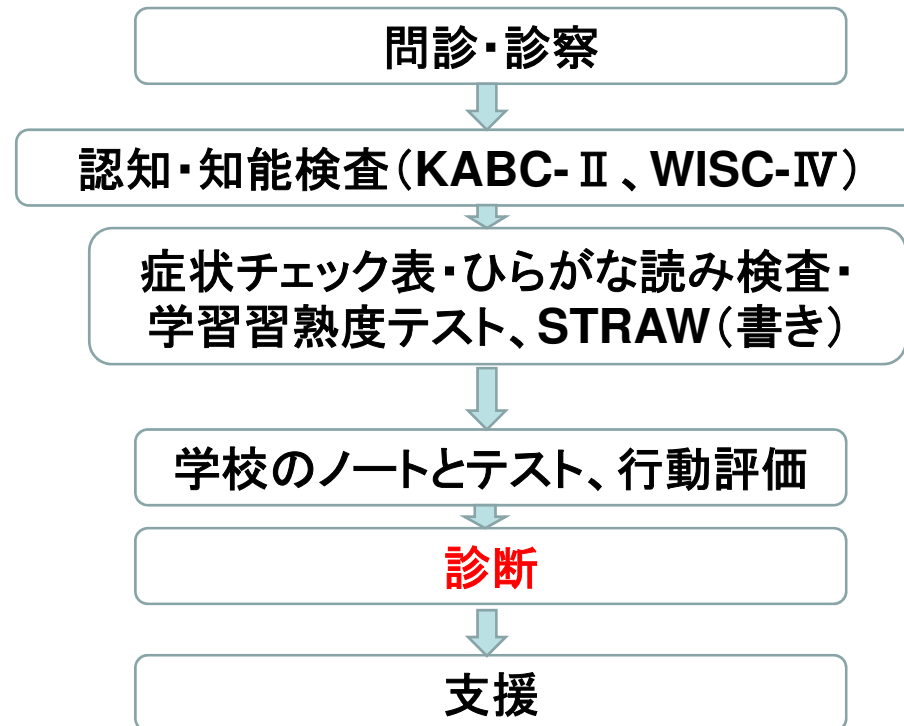 問診・診察
認知・知能検査(KABC-Ⅱ、WISC-Ⅳ)
症状チェック表・ひらがな読み検査・
学習習熟度テスト、STRAW(書き)
学校のノートとテスト、行動評価
診断
支援